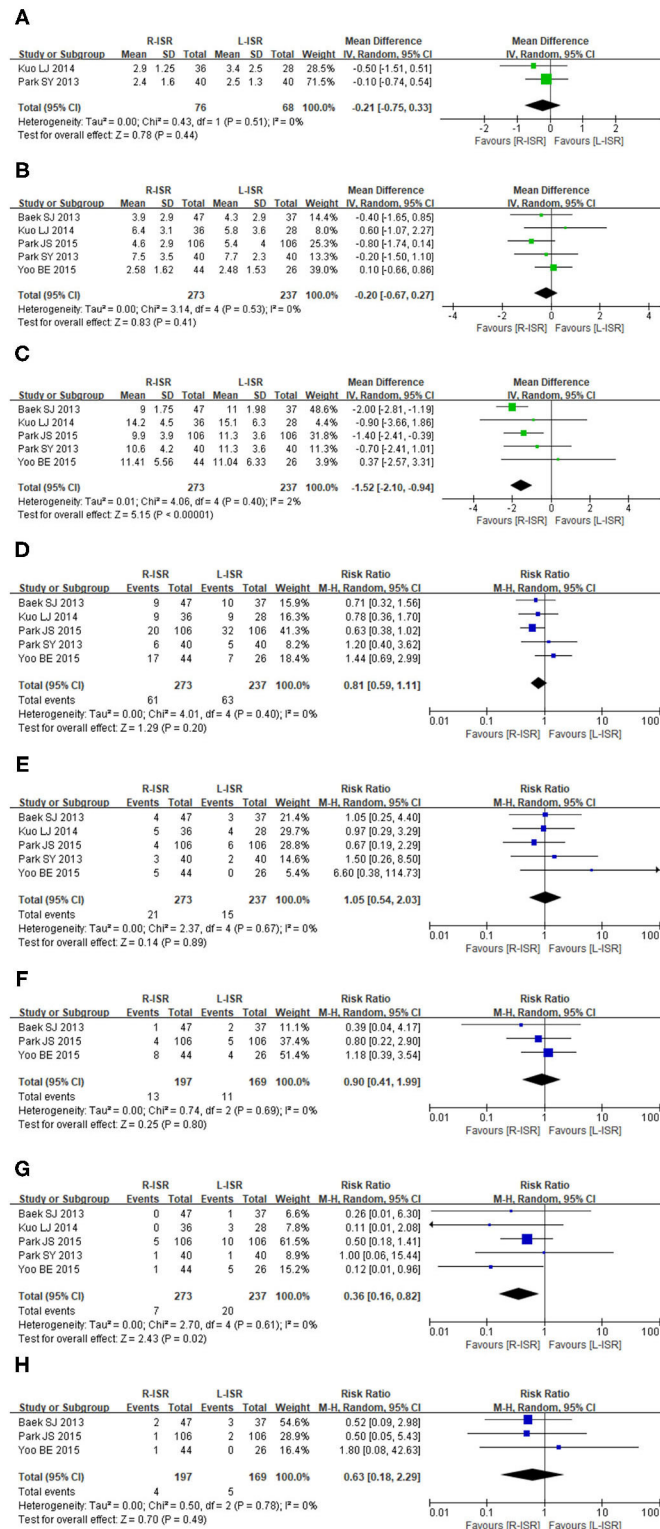 A
R-ISR L-ISR Mean Difference Mean Difference
Study or Subgroup Mean SD Total Mean SD Total Weight IV, Random, 95% CI IV, Random, 95% CI
Kuo LJ 2014 2.9 1.25 36 3.4 2.5 28 28.5% -0.50 [-1.51, 0.51]
Park SY 2013 2.4 1.6 40 2.5 1.3 40 71.5% -0.10 [-0.74, 0.54]
Total (95% CI) 76 68 100.0% -0.21 [-0.75, 0.33]
Heterogeneity: Tau² = 0.00; Chi² = 0.43, df = 1 (P = 0.51); I² = 0%
Test for overall effect: Z = 0.78 (P = 0.44)
-2 -1 0 1 2
Favours [R-ISR] Favours [L-ISR]
B
R-ISR L-ISR Mean Difference Mean Difference
Study or Subgroup Mean SD Total Mean SD Total Weight IV, Random, 95% CI IV, Random, 95% CI
Baek SJ 2013 3.9 2.9 47 4.3 2.9 37 14.4% -0.40 [-1.65, 0.85]
Kuo LJ 2014 6.4 3.1 36 5.8 3.6 28 8.0% 0.60 [-1.07, 2.27]
Park JS 2015 4.6 2.9 106 5.4 4 106 25.3% -0.80 [-1.74, 0.14]
Park SY 2013 7.5 3.5 40 7.7 2.3 40 13.2% -0.20 [-1.50, 1.10]
Yoo BE 2015 2.58 1.62 44 2.48 1.53 26 39.0% 0.10 [-0.66, 0.86]
Total (95% CI) 273 237 100.0% -0.20 [-0.67, 0.27]
Heterogeneity: Tau² = 0.00; Chi² = 3.14, df = 4 (P = 0.53); I² = 0%
Test for overall effect: Z = 0.83 (P = 0.41)
-4 -2 0 2 4
Favours [R-ISR] Favours [L-ISR]
C
R-ISR L-ISR Mean Difference Mean Difference
Study or Subgroup Mean SD Total Mean SD Total Weight IV, Random, 95% CI IV, Random, 95% CI
Baek SJ 2013 9 1.75 47 11 1.98 37 48.6% -2.00 [-2.81, -1.19]
Kuo LJ 2014 14.2 4.5 36 15.1 6.3 28 4.4% -0.90 [-3.66, 1.86]
Park JS 2015 9.9 3.9 106 11.3 3.6 106 31.8% -1.40 [-2.41, -0.39]
Park SY 2013 10.6 4.2 40 11.3 3.6 40 11.4% -0.70 [-2.41, 1.01]
Yoo BE 2015 11.41 5.56 44 11.04 6.33 26 3.9% 0.37 [-2.57, 3.31]
Total (95% CI) 273 237 100.0% -1.52 [-2.10, -0.94]
Heterogeneity: Tau² = 0.01; Chi² = 4.06, df = 4 (P = 0.40); I² = 2%
Test for overall effect: Z = 5.15 (P < 0.00001)
-4 -2 0 2 4
Favours [R-ISR] Favours [L-ISR]
D
R-ISR L-ISR Risk Ratio Risk Ratio
Study or Subgroup Events Total Events Total Weight M-H, Random, 95% CI M-H, Random, 95% CI
Baek SJ 2013 9 47 10 37 15.9% 0.71 [0.32, 1.56]
Kuo LJ 2014 9 36 9 28 16.3% 0.78 [0.36, 1.70]
Park JS 2015 20 106 32 106 41.3% 0.63 [0.38, 1.02]
Park SY 2013 6 40 5 40 8.2% 1.20 [0.40, 3.62]
Yoo BE 2015 17 44 7 26 18.4% 1.44 [0.69, 2.99]
Total (95% CI) 273 237 100.0% 0.81 [0.59, 1.11]
Total events 61 63
Heterogeneity: Tau² = 0.00; Chi² = 4.01, df = 4 (P = 0.40); I² = 0%
Test for overall effect: Z = 1.29 (P = 0.20)
0.01 0.1 1 10 100
Favours [R-ISR] Favours [L-ISR]
E
R-ISR L-ISR Risk Ratio Risk Ratio
Study or Subgroup Events Total Events Total Weight M-H, Random, 95% CI M-H, Random, 95% CI
Baek SJ 2013 4 47 3 37 21.4% 1.05 [0.25, 4.40]
Kuo LJ 2014 5 36 4 28 29.7% 0.97 [0.29, 3.29]
Park JS 2015 4 106 6 106 28.8% 0.67 [0.19, 2.29]
Park SY 2013 3 40 2 40 14.6% 1.50 [0.26, 8.50]
Yoo BE 2015 5 44 0 26 5.4% 6.60 [0.38, 114.73]
Total (95% CI) 273 237 100.0% 1.05 [0.54, 2.03]
Total events 21 15
Heterogeneity: Tau² = 0.00; Chi² = 2.37, df = 4 (P = 0.67); I² = 0%
Test for overall effect: Z = 0.14 (P = 0.89)
0.01 0.1 1 10 100
Favours [R-ISR] Favours [L-ISR]
F
R-ISR L-ISR Risk Ratio Risk Ratio
Study or Subgroup Events Total Events Total Weight M-H, Random, 95% CI M-H, Random, 95% CI
Baek SJ 2013 1 47 2 37 11.1% 0.39 [0.04, 4.17]
Park JS 2015 4 106 5 106 37.4% 0.80 [0.22, 2.90]
Yoo BE 2015 8 44 4 26 51.4% 1.18 [0.39, 3.54]
Total (95% CI) 197 169 100.0% 0.90 [0.41, 1.99]
Total events 13 11
Heterogeneity: Tau² = 0.00; Chi² = 0.74, df = 2 (P = 0.69); I² = 0%
Test for overall effect: Z = 0.25 (P = 0.80)
0.01 0.1 1 10 100
Favours [R-ISR] Favours [L-ISR]
G
R-ISR L-ISR Risk Ratio Risk Ratio
Study or Subgroup Events Total Events Total Weight M-H, Random, 95% CI M-H, Random, 95% CI
Baek SJ 2013 0 47 1 37 6.6% 0.26 [0.01, 6.30]
Kuo LJ 2014 0 36 3 28 7.8% 0.11 [0.01, 2.08]
Park JS 2015 5 106 10 106 61.5% 0.50 [0.18, 1.41]
Park SY 2013 1 40 1 40 8.9% 1.00 [0.06, 15.44]
Yoo BE 2015 1 44 5 26 15.2% 0.12 [0.01, 0.96]
Total (95% CI) 273 237 100.0% 0.36 [0.16, 0.82]
Total events 7 20
Heterogeneity: Tau² = 0.00; Chi² = 2.70, df = 4 (P = 0.61); I² = 0%
Test for overall effect: Z = 2.43 (P = 0.02)
0.01 0.1 1 10 100
Favours [R-ISR] Favours [L-ISR]
H
R-ISR L-ISR Risk Ratio Risk Ratio
Study or Subgroup Events Total Events Total Weight M-H, Random, 95% CI M-H, Random, 95% CI
Baek SJ 2013 2 47 3 37 54.6% 0.52 [0.09, 2.98]
Park JS 2015 1 106 2 106 28.9% 0.50 [0.05, 5.43]
Yoo BE 2015 1 44 0 26 16.4% 1.80 [0.08, 42.63]
Total (95% CI) 197 169 100.0% 0.63 [0.18, 2.29]
Total events 4 5
Heterogeneity: Tau² = 0.00; Chi² = 0.50, df = 2 (P = 0.78); I² = 0%
Test for overall effect: Z = 0.70 (P = 0.49)
0.01 0.1 1 10 100
Favours [R-ISR] Favours [L-ISR]